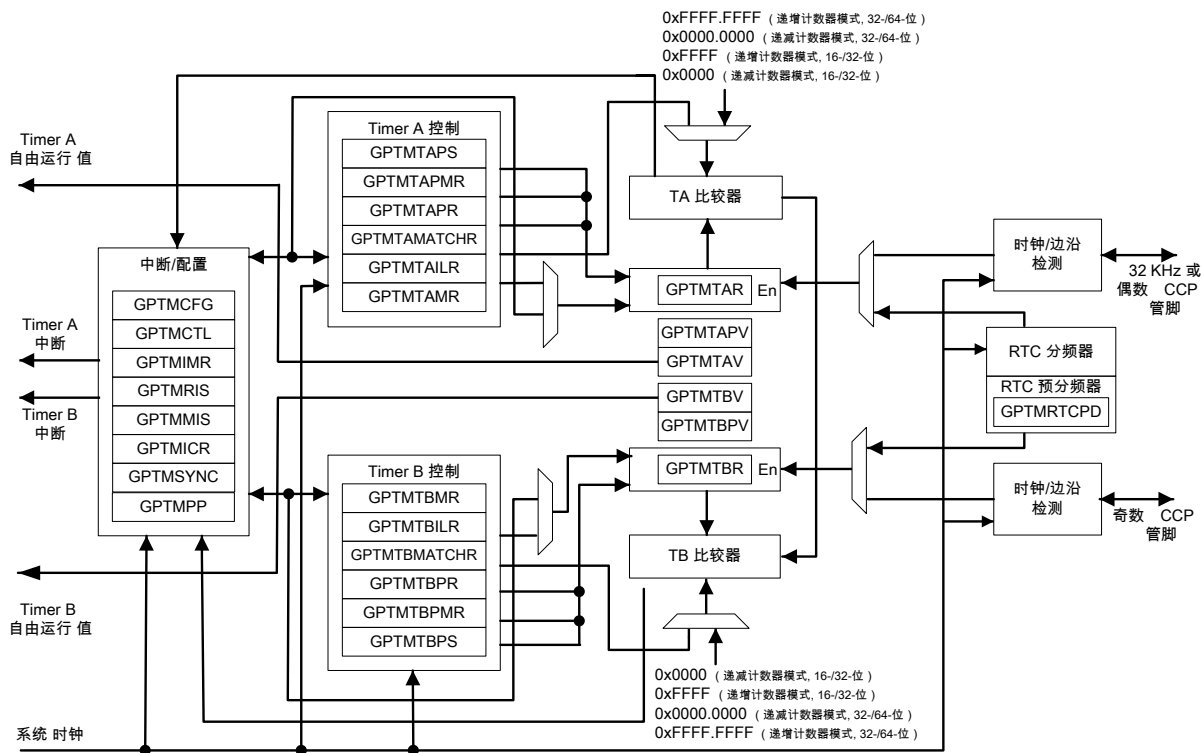 0xFFFF.FFFF (递增计数器模式, 32-/64-位)
0x0000.0000 (递减计数器模式, 32-/64-位)
0xFFFF (递增计数器模式, 16-/32-位)
0x0000 (递减计数器模式, 16-/32-位)
Timer A
自由运行 值
Timer A 控制
GPTMTAPS
GPTMTAPMR
GPTMTAPR
GPTMTAMATCHR
GPTMTAILR
GPTMTAMR
TA 比较器
GPTMTAR
En
GPTMTAPV
GPTMTAV
GPTMTBV
GPTMTBPV
GPTMTBR
En
TB 比较器
时钟/边沿
检测
32 KHz 或
偶数 CCP
管脚
RTC 分频器
RTC 预分频器
GPTMRTCPD
时钟/边沿
检测
奇数 CCP
管脚
中断/配置
GPTMCFG
GPTMCTL
GPTMIMR
GPTMRIS
GPTMMIS
GPTMICR
GPTMSYNC
GPTMPP
Timer A
中断
Timer B
中断
Timer B 控制
GPTMTBMR
GPTMTBILR
GPTMTBMATCHR
GPTMTBPR
GPTMTBPMR
GPTMTBPS
Timer B
自由运行 值
0x0000 (递减计数器模式, 16-/32-位)
0xFFFF (递增计数器模式, 16-/32-位)
0x0000.0000 (递减计数器模式, 32-/64-位)
0xFFFF.FFFF (递增计数器模式, 32-/64-位)
系统 时钟